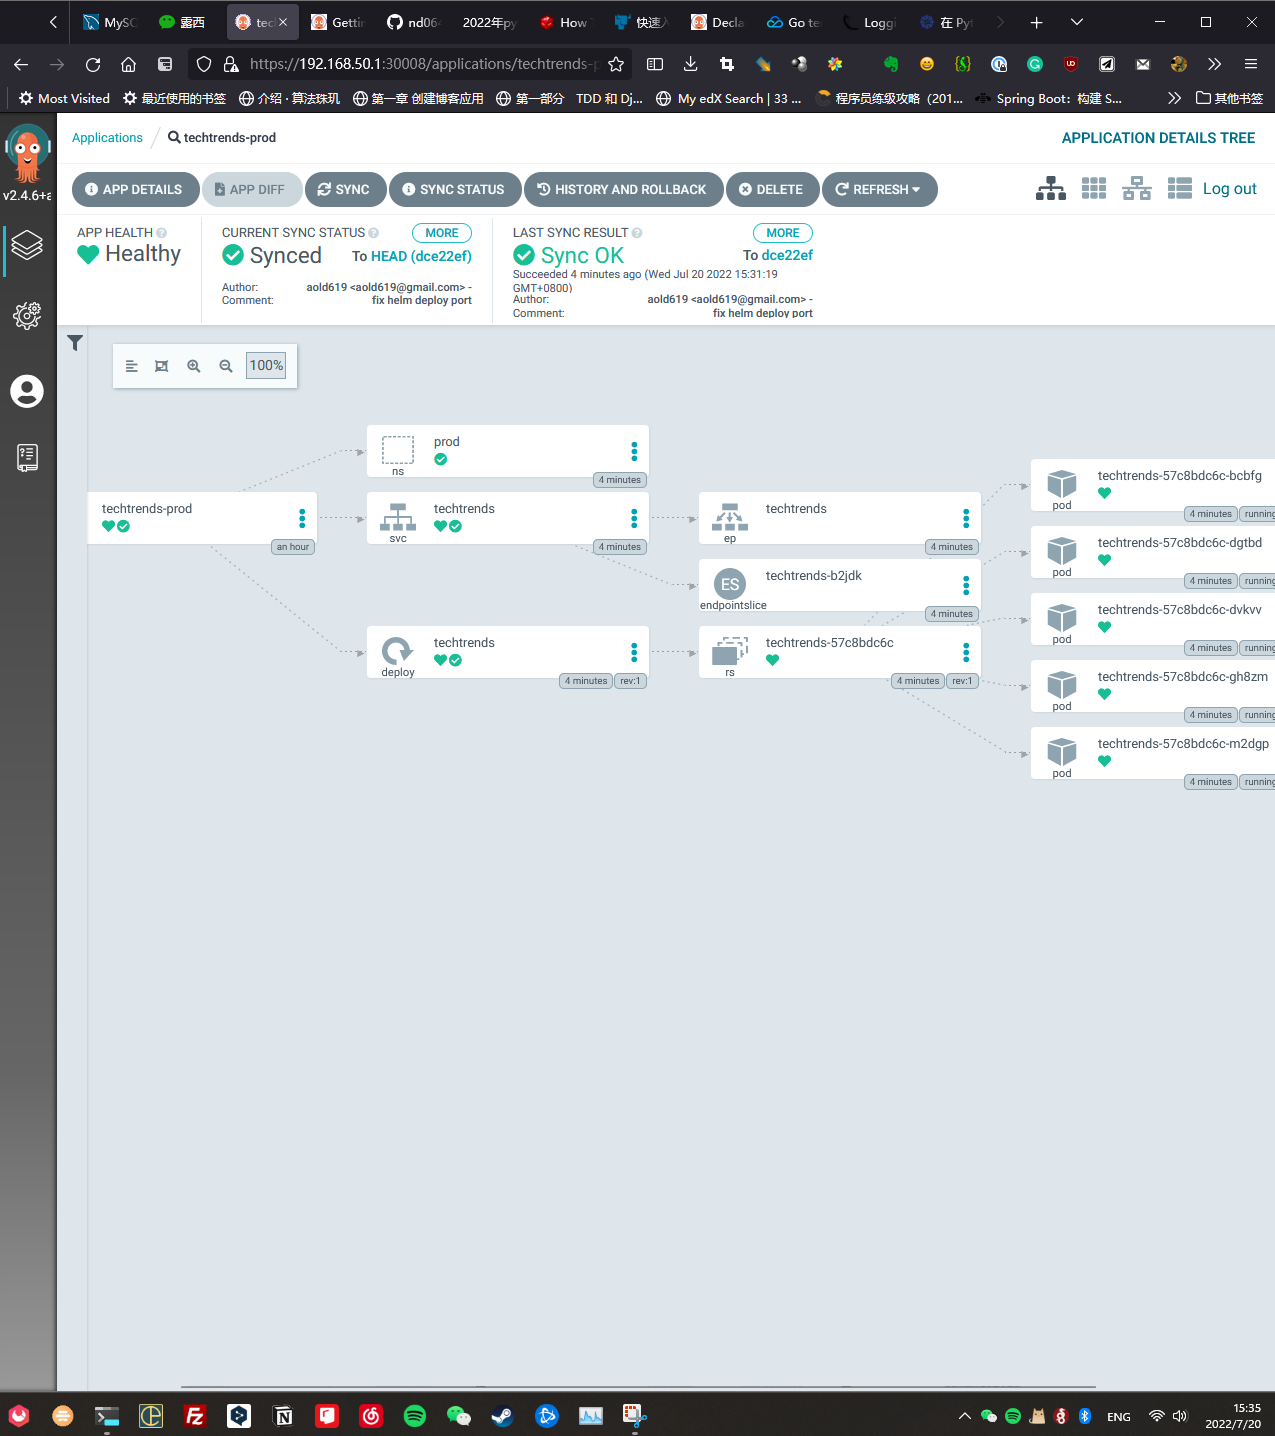 MySC
露西
tecl
Gettin
nd064
2022年py
How
快速入
Decla
Go te
Loggi
在 Pyt
https://192.168.50.1:30008/applications/techtrends-p
Most Visited
最近使用的书签
介绍 · 算法珠玑
第一章 创建博客应用
第一部分 TDD 和 Dj...
My edX Search | 33 ...
程序员练级攻略（201...
Spring Boot：构建 S...
其他书签
v2.4.6+a
Applications
techtrends-prod
APPLICATION DETAILS TREE
APP DETAILS
APP DIFF
SYNC
SYNC STATUS
HISTORY AND ROLLBACK
DELETE
REFRESH
Log out
APP HEALTH
Healthy
CURRENT SYNC STATUS
MORE
Synced
To HEAD (dce22ef)
Author: aold619 <aold619@gmail.com> -
Comment: fix helm deploy port
LAST SYNC RESULT
MORE
Sync OK
To dce22ef
Succeeded 4 minutes ago (Wed Jul 20 2022 15:31:19
GMT+0800)
Author: aold619 <aold619@gmail.com> -
Comment: fix helm deploy port
100%
techtrends-prod
an hour
prod
ns
4 minutes
techtrends
svc
4 minutes
techtrends
deploy
4 minutes
rev:1
techtrends
ep
4 minutes
ES
techtrends-b2jdk
endpointslice
4 minutes
techtrends-57c8bdc6c
rs
4 minutes
rev:1
techtrends-57c8bdc6c-bcbfg
pod
4 minutes
running
techtrends-57c8bdc6c-dgtbd
pod
4 minutes
running
techtrends-57c8bdc6c-dvkvv
pod
4 minutes
running
techtrends-57c8bdc6c-gh8zm
pod
4 minutes
running
techtrends-57c8bdc6c-m2dgp
pod
4 minutes
running
ENG
15:35
2022/7/20